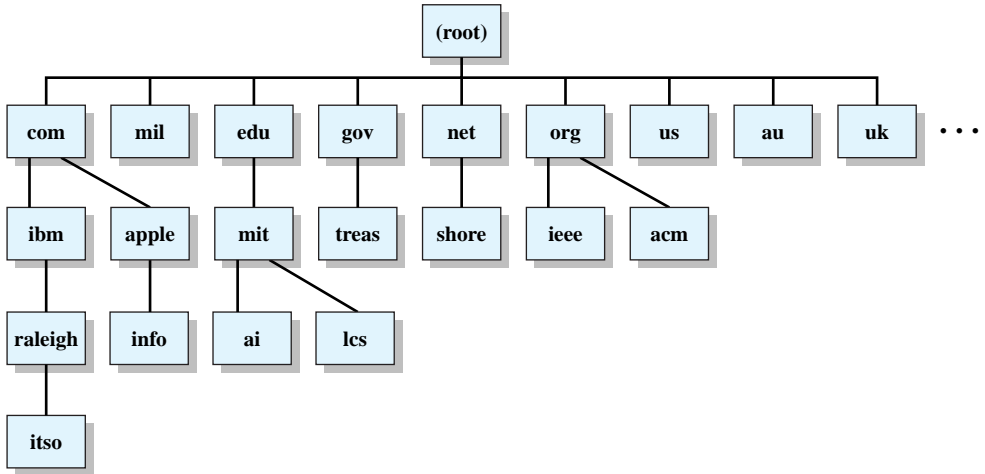 (root)
com mil edu gov net org us au uk ...
ibm apple mit treas shore ieee acm
raleigh info ai lcs
itso